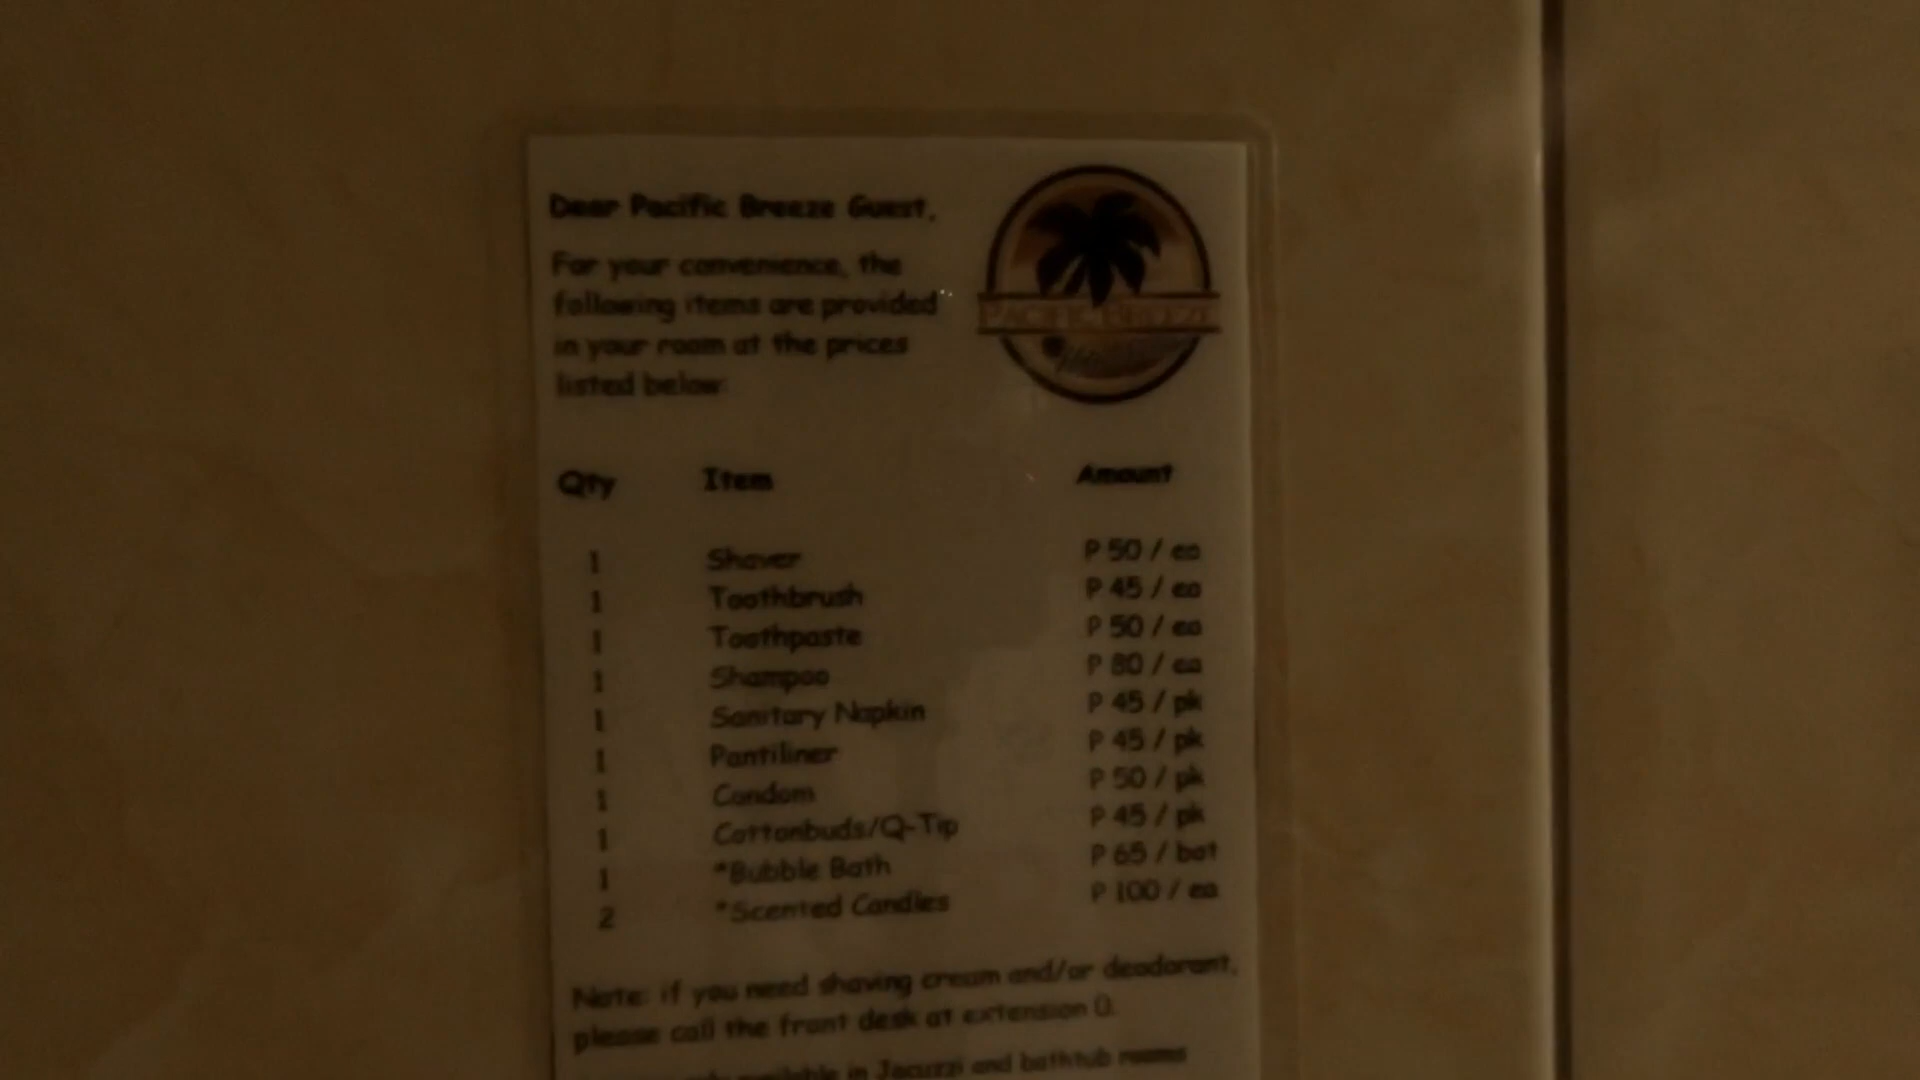 Dear Pacific Breeze Guest,
For your convenience, the
following items are provided
in your room at the prices
listed below
PACIFIC BREEZE
Qty Item Amount
1 Shaver P 50 / ea
1 Toothbrush P 45 / ea
1 Toothpaste P 50 / ea
1 Shampoo P 80 / ea
1 Sanitary Napkin P 45 / pk
1 Pantiliner P 45 / pk
1 Condom P 50 / pk
1 Cottonbuds/Q-Tip P 45 / pk
1 *Bubble Bath P 65 / bot
2 *Scented Candles P 100 / ea
Note: if you need shaving cream and/or deodorant,
please call the front desk at extension 0.
available in Jacuzzi and bathtub rooms